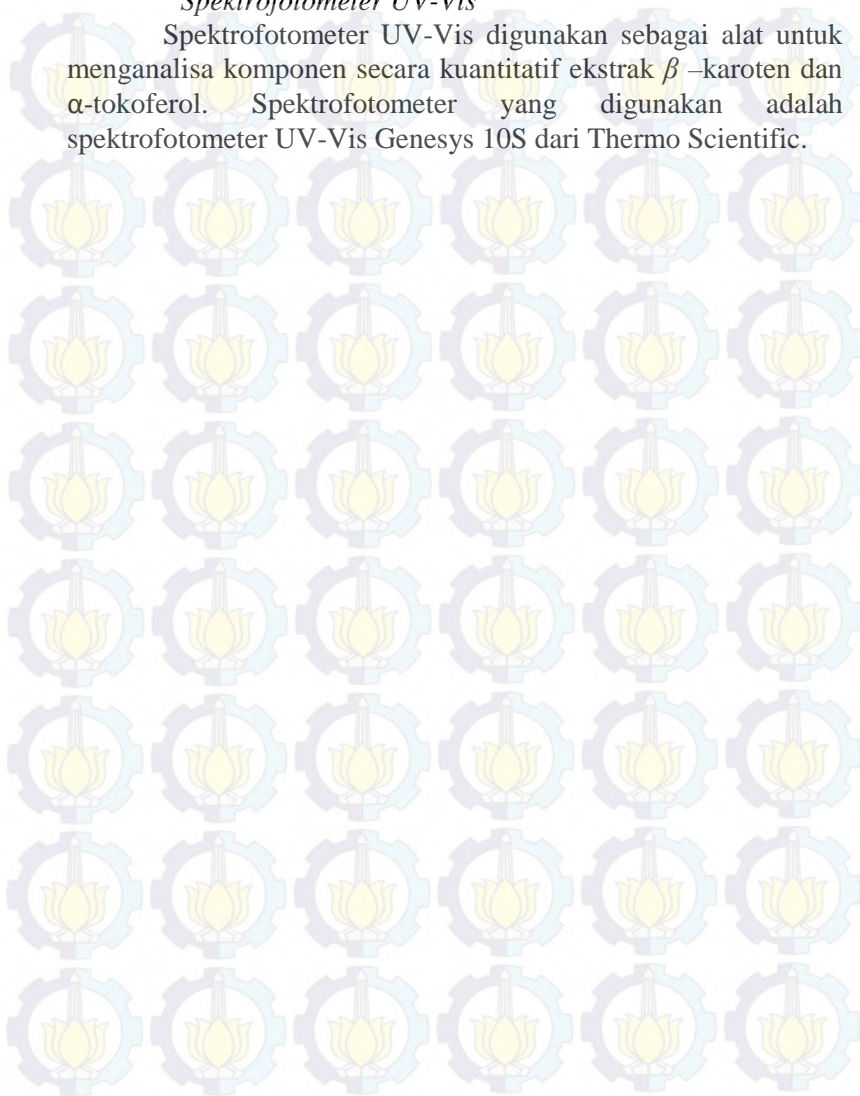 Spektrofotometer UV-Vis
Spektrofotometer UV-Vis digunakan sebagai alat untuk
menganalisa komponen secara kuantitatif ekstrak β –karoten dan
α-tokoferol. Spektrofotometer yang digunakan adalah
spektrofotometer UV-Vis Genesys 10S dari Thermo Scientific.